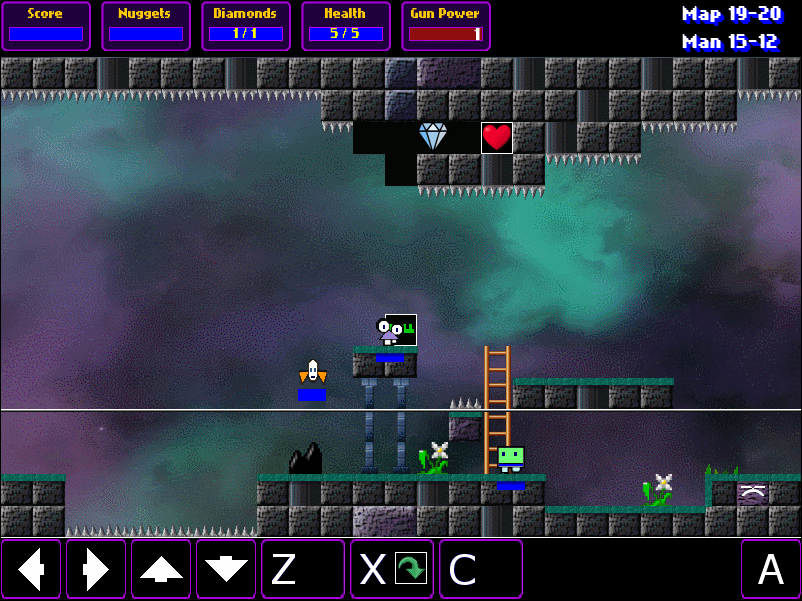 Score
Nuggets
Diamonds
Health
Gun Power
1 / 1
5 / 5
1
Map 19-20
Man 15-12
Z
X
C
A